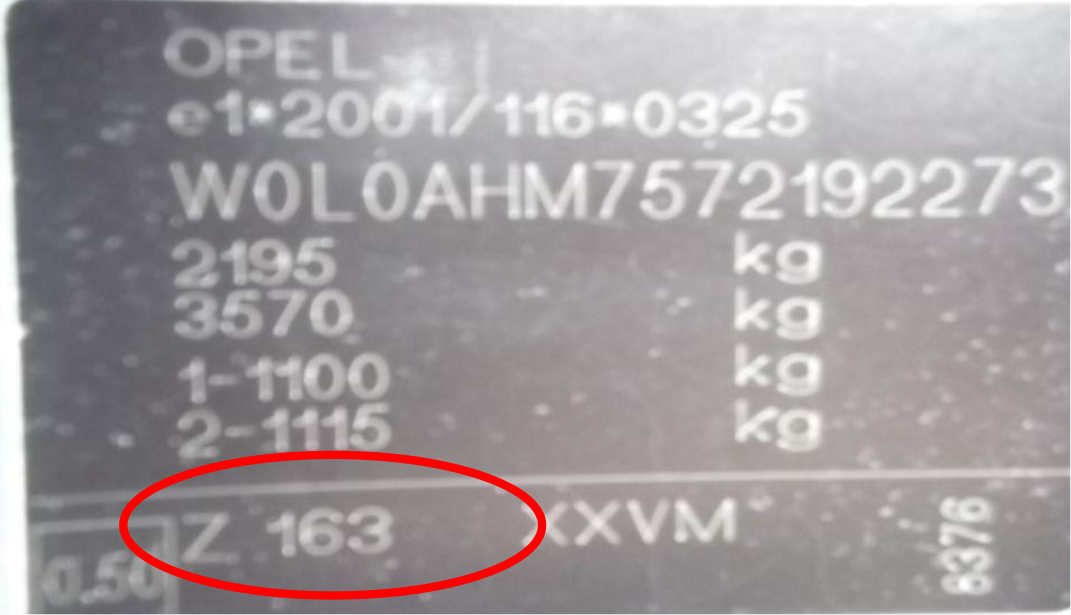 OPEL
e1*2001/116*0325
W0L0AHM7572192273
2195 kg
3570 kg
1-1100 kg
2-1115 kg
0.50 Z 163 XXVM 6376